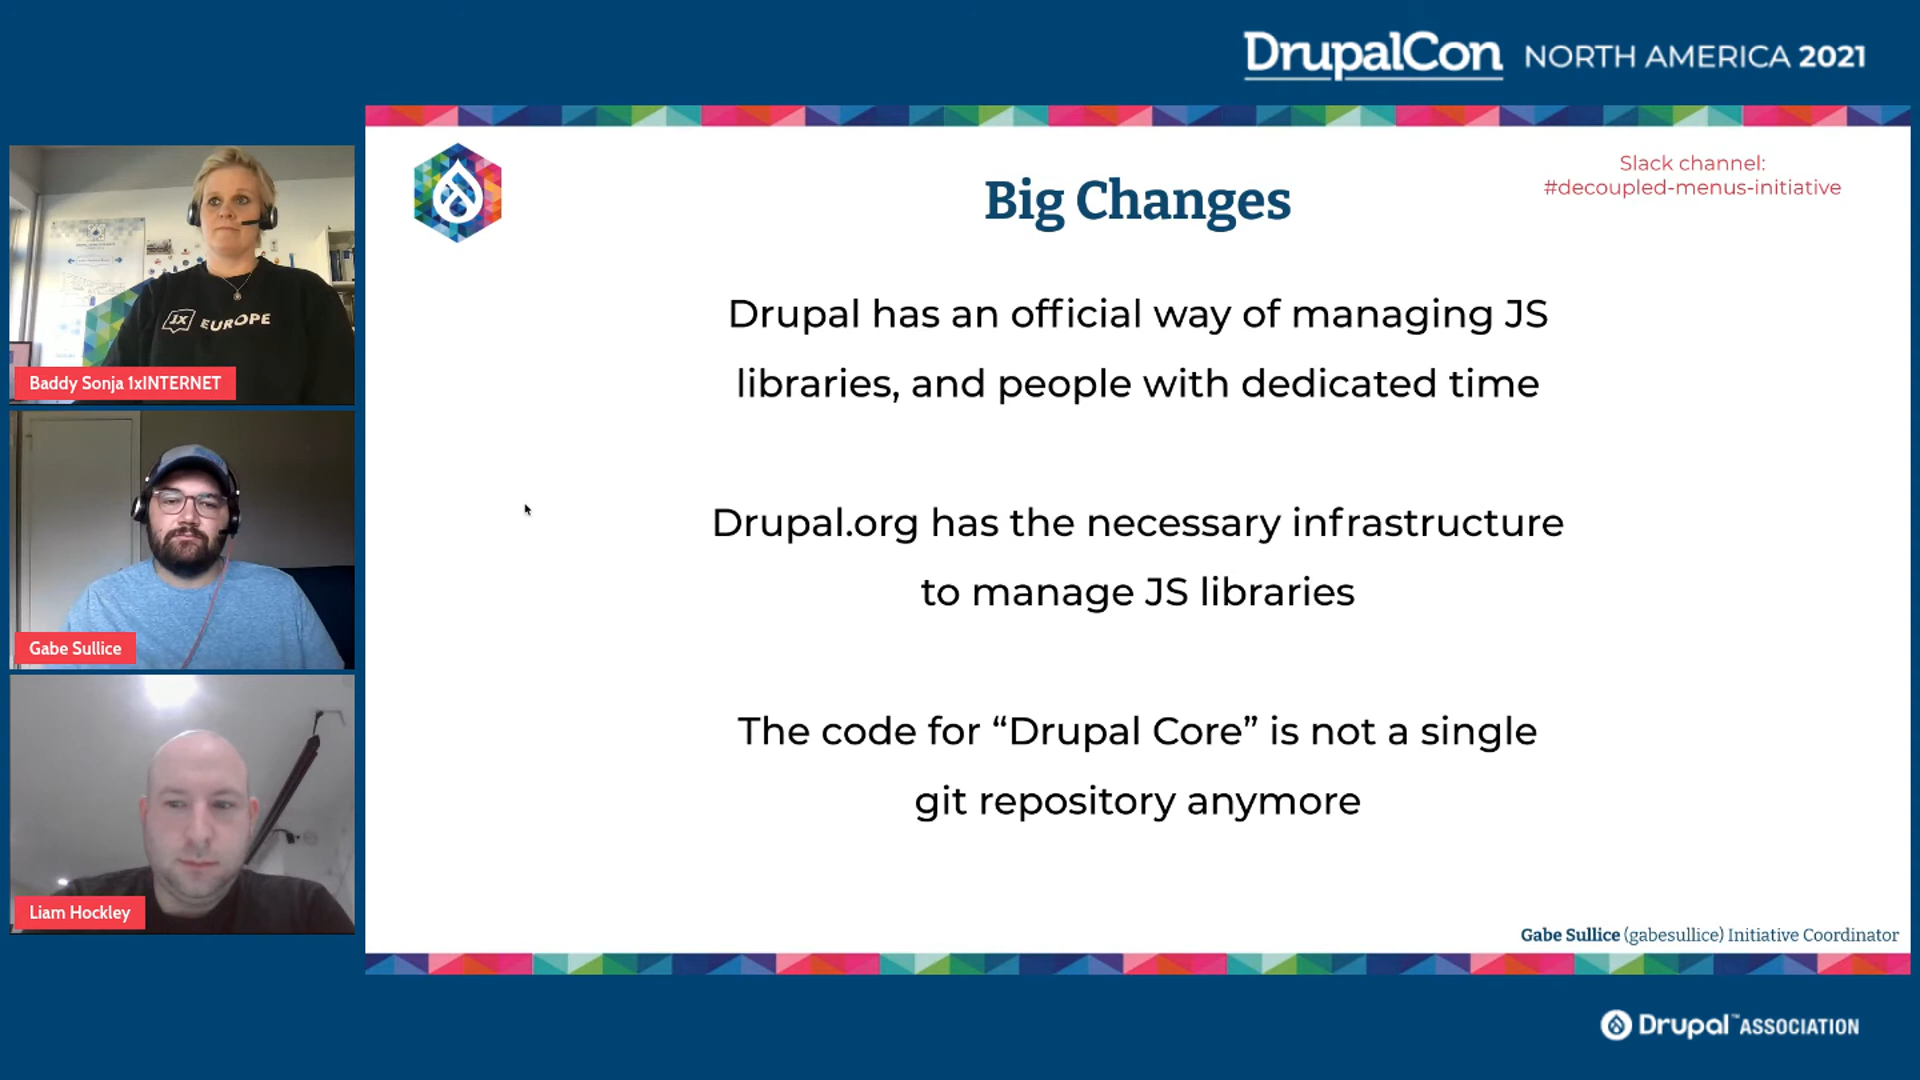 DrupalCon NORTH AMERICA 2021
Slack channel:
#decoupled-menus-initiative
Big Changes
Drupal has an official way of managing JS
libraries, and people with dedicated time
Drupal.org has the necessary infrastructure
to manage JS libraries
The code for “Drupal Core” is not a single
git repository anymore
Gabe Sullice (gabesullice) Initiative Coordinator
1x EUROPE
Baddy Sonja 1xINTERNET
Gabe Sullice
Liam Hockley
Drupal™ ASSOCIATION